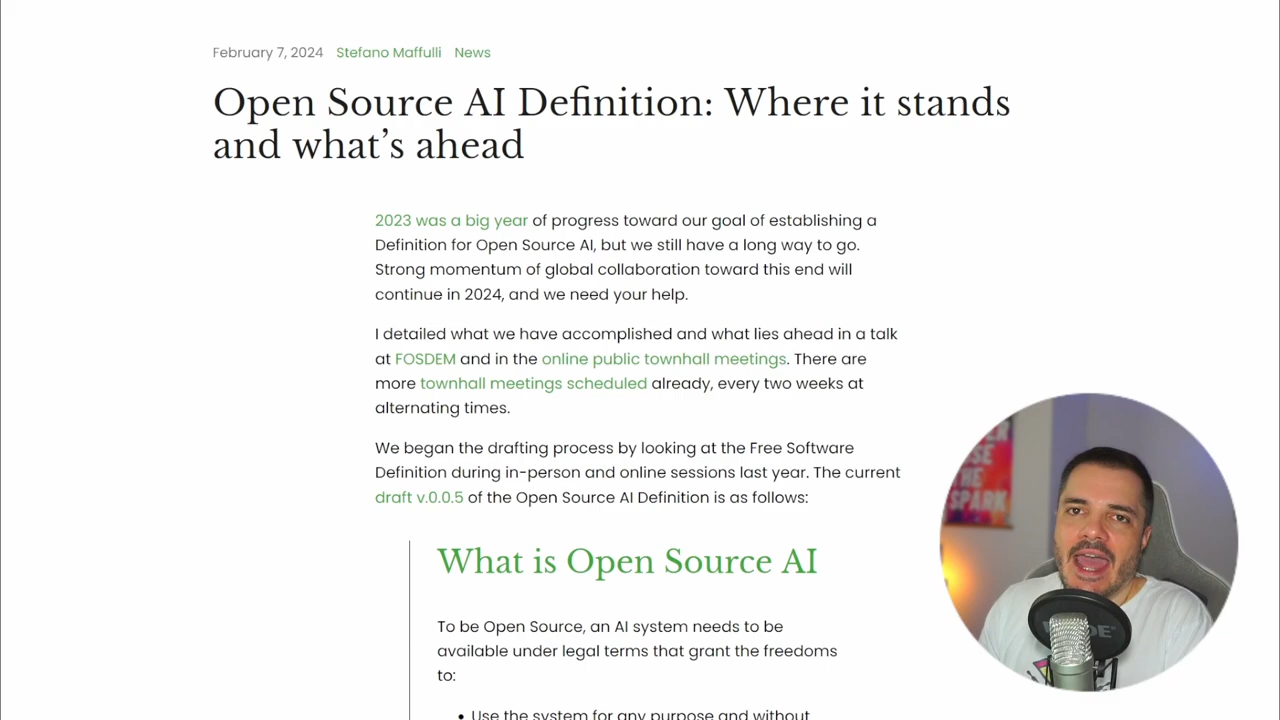 February 7, 2024 Stefano Maffulli News
Open Source AI Definition: Where it stands
and what's ahead
2023 was a big year of progress toward our goal of establishing a
Definition for Open Source AI, but we still have a long way to go.
Strong momentum of global collaboration toward this end will
continue in 2024, and we need your help.
I detailed what we have accomplished and what lies ahead in a talk
at FOSDEM and in the online public townhall meetings. There are
more townhall meetings scheduled already, every two weeks at
alternating times.
We began the drafting process by looking at the Free Software
Definition during in-person and online sessions last year. The current
draft v.0.0.5 of the Open Source AI Definition is as follows:
What is Open Source AI
To be Open Source, an AI system needs to be
available under legal terms that grant the freedoms
to:
• Use the system for any purpose and without
THE
SPARK